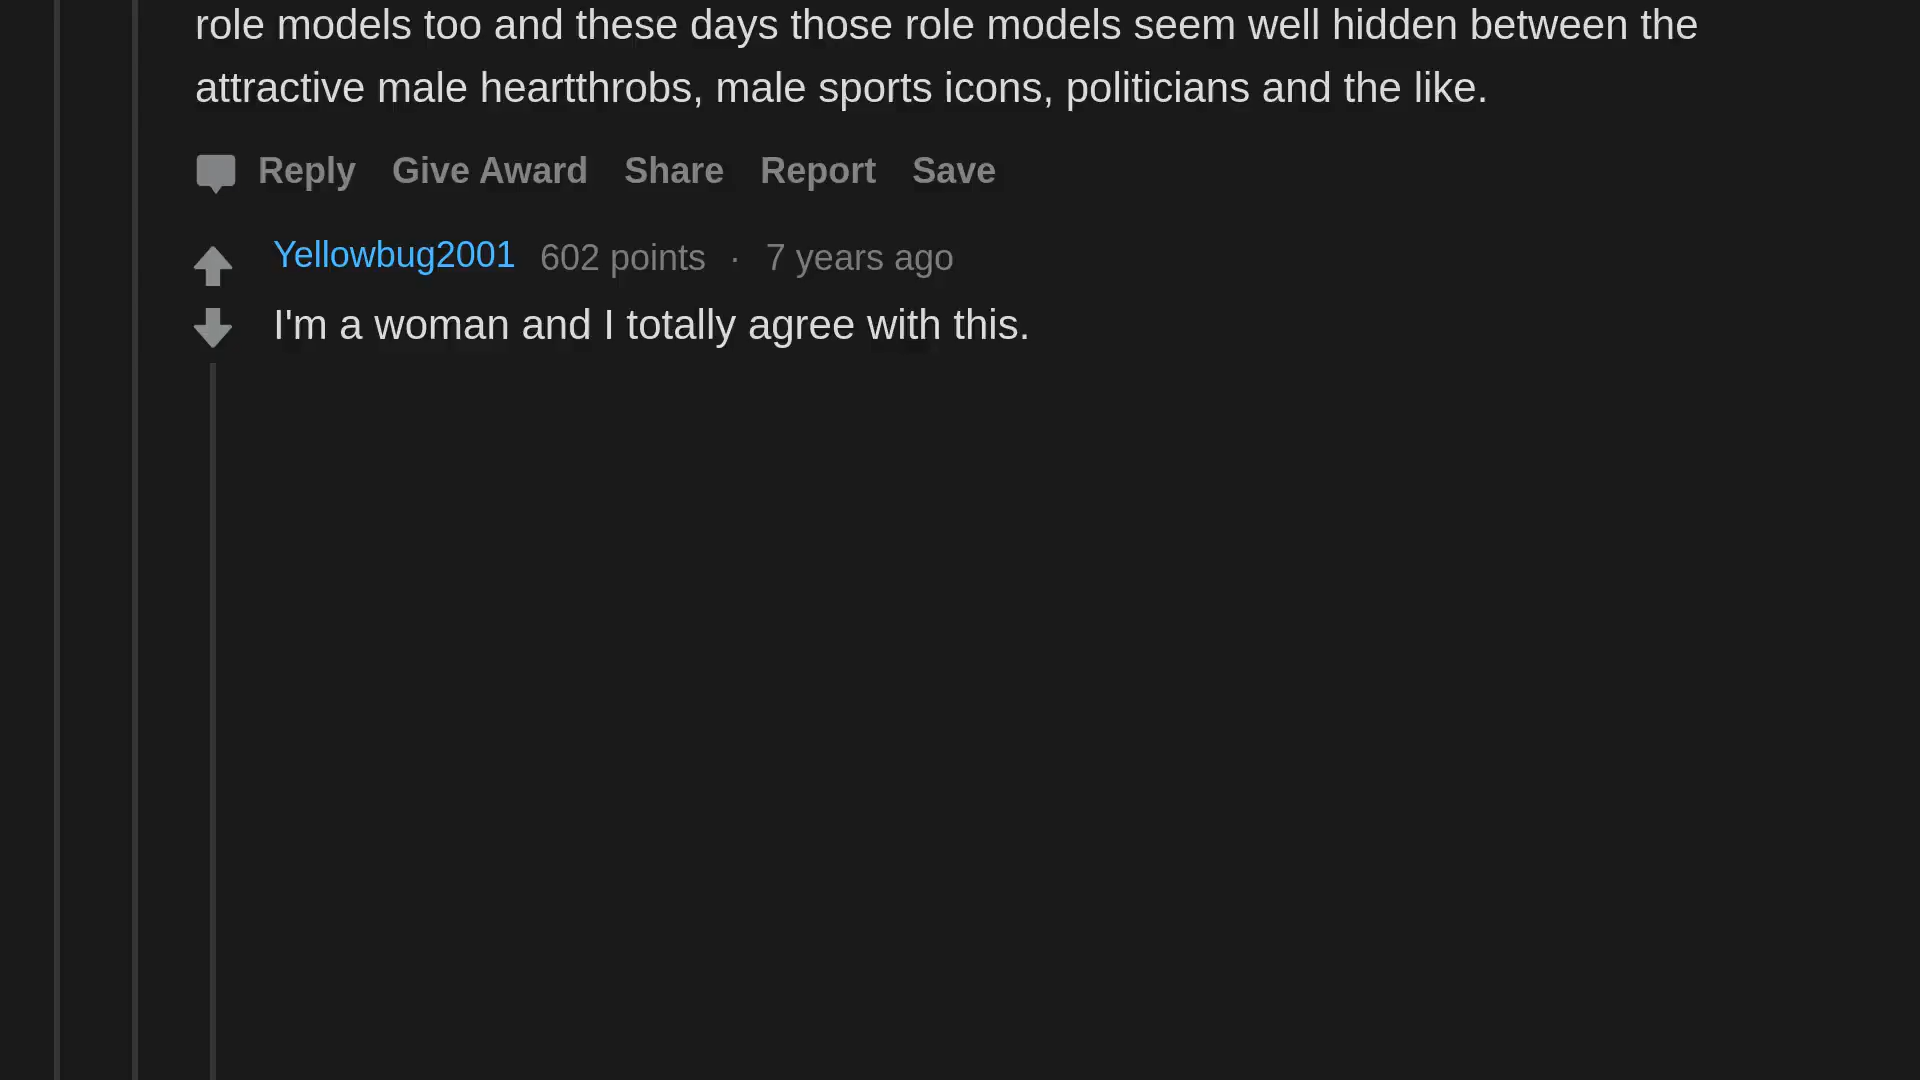 role models too and these days those role models seem well hidden between the
attractive male heartthrobs, male sports icons, politicians and the like.
Reply Give Award Share Report Save
Yellowbug2001 602 points · 7 years ago
I'm a woman and I totally agree with this.